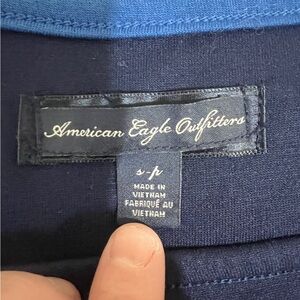 American Eagle Outfitters
s-p
MADE IN
VIETNAM
FABRIQUÉ AU
VIETNAM